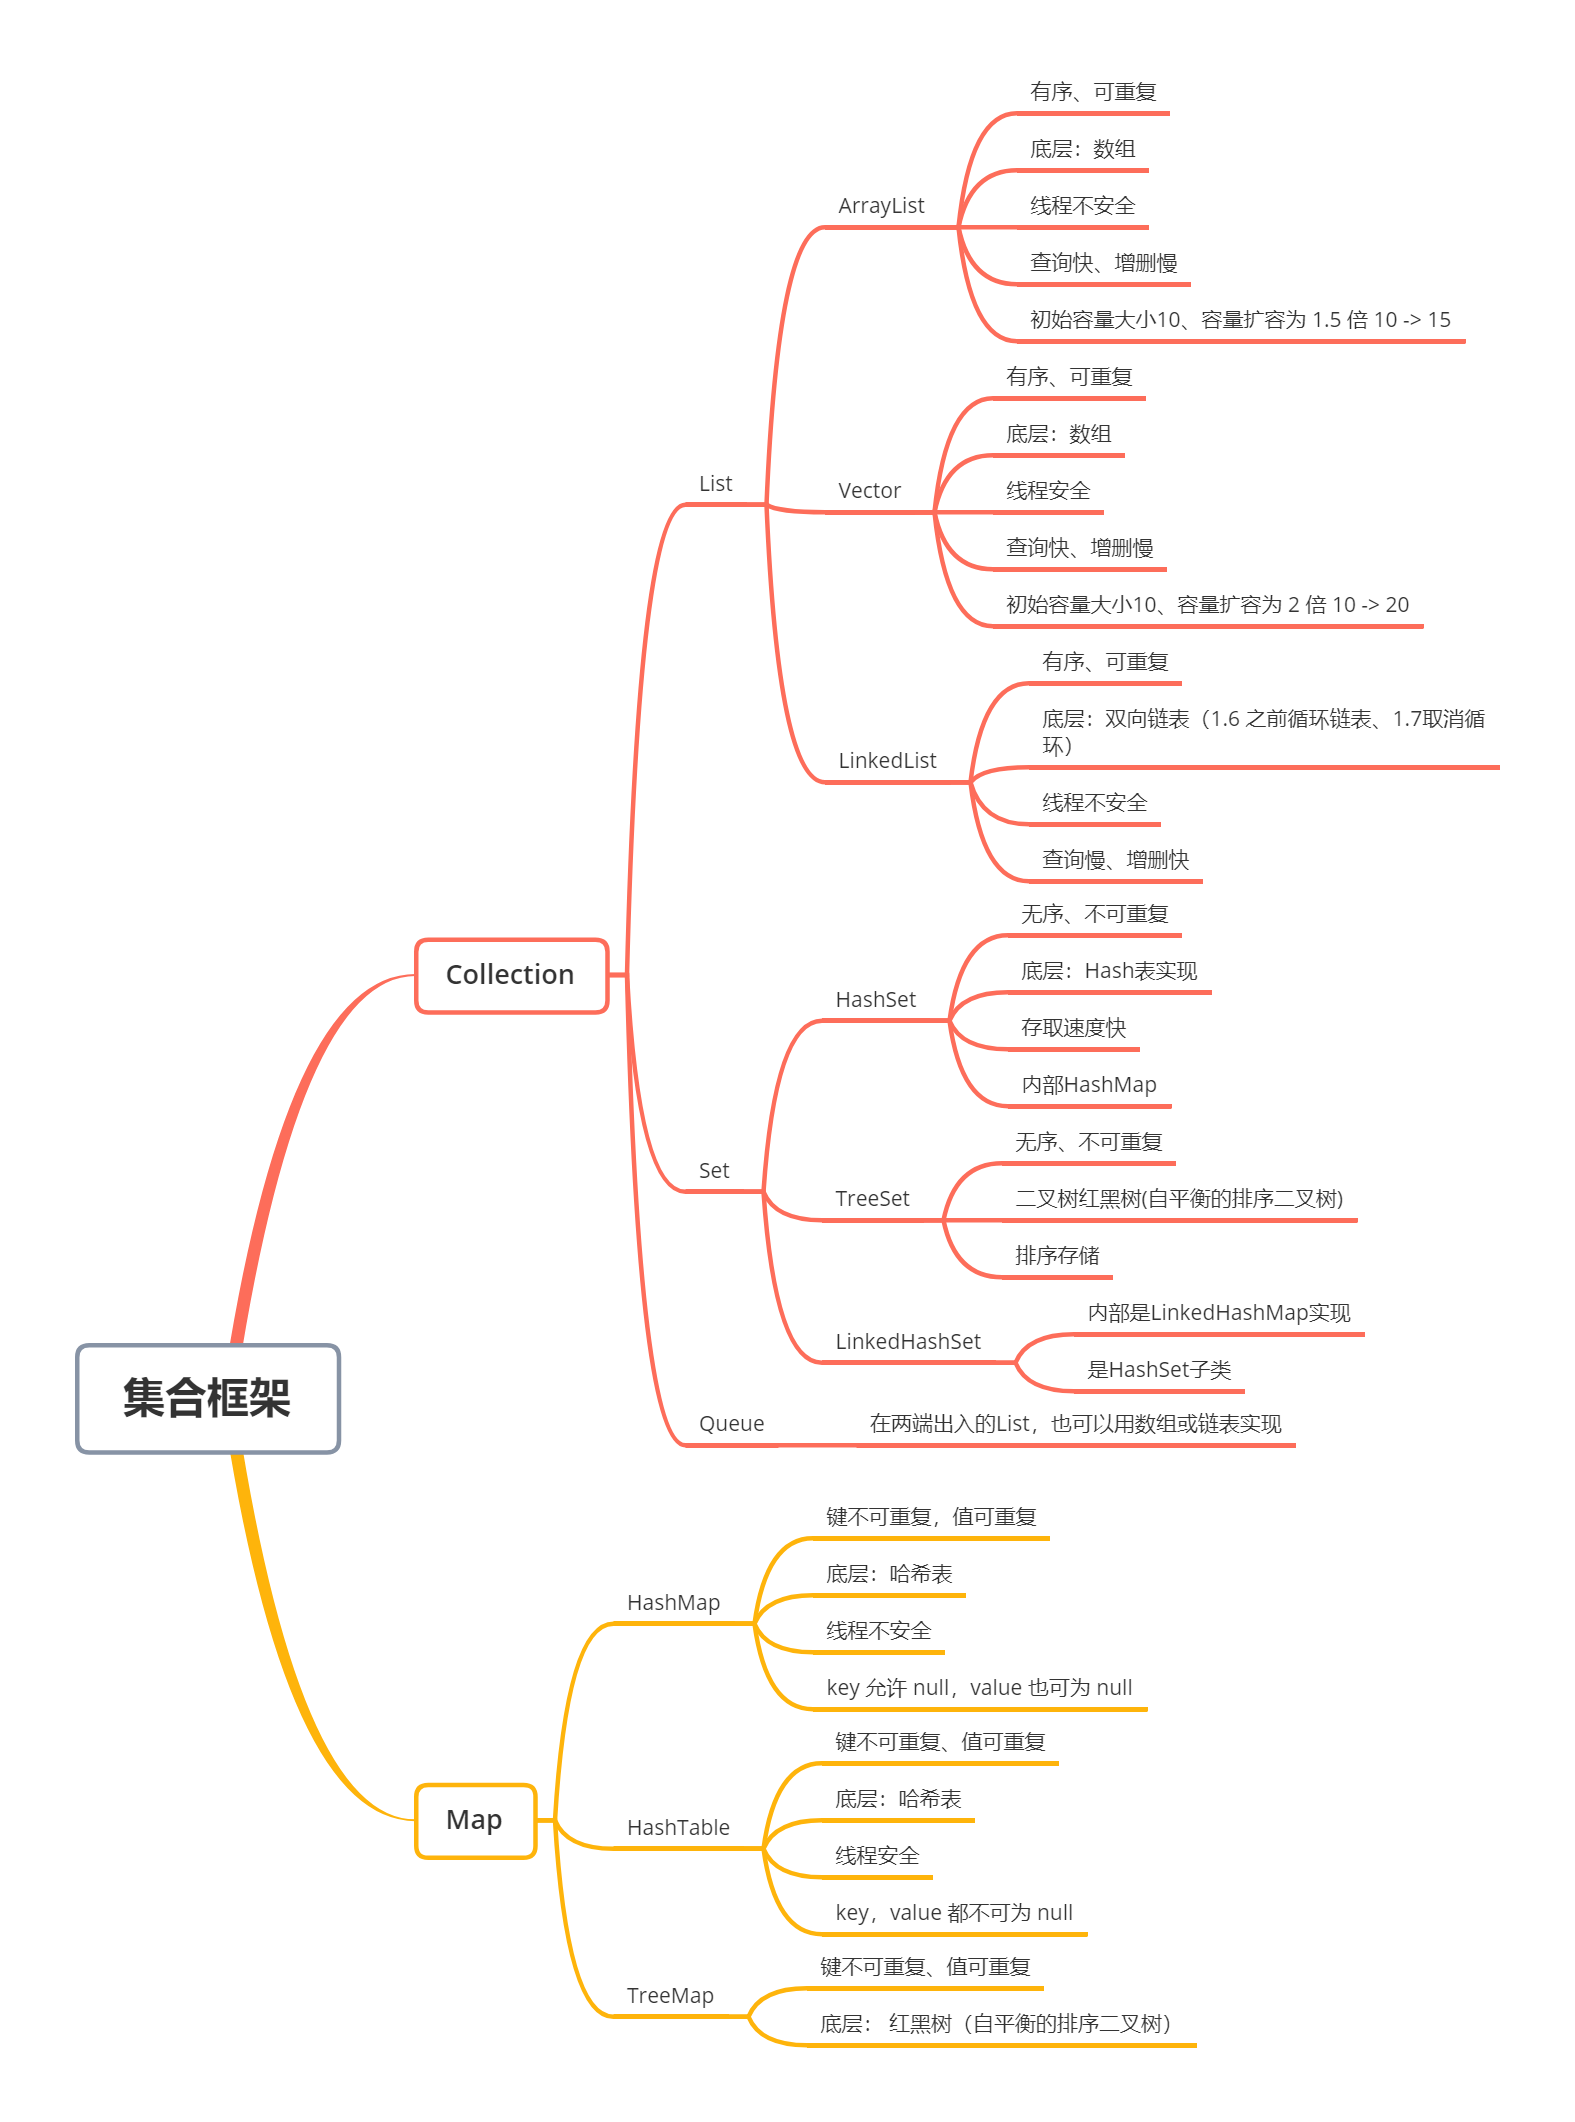 集合框架
Collection
List
ArrayList
有序、可重复
底层：数组
线程不安全
查询快、增删慢
初始容量大小10、容量扩容为 1.5 倍 10 -> 15
Vector
有序、可重复
底层：数组
线程安全
查询快、增删慢
初始容量大小10、容量扩容为 2 倍 10 -> 20
LinkedList
有序、可重复
底层：双向链表（1.6 之前循环链表、1.7取消循
环）
线程不安全
查询慢、增删快
Set
HashSet
无序、不可重复
底层：Hash表实现
存取速度快
内部HashMap
TreeSet
无序、不可重复
二叉树红黑树(自平衡的排序二叉树)
排序存储
LinkedHashSet
内部是LinkedHashMap实现
是HashSet子类
Queue
在两端出入的List，也可以用数组或链表实现
Map
HashMap
键不可重复，值可重复
底层：哈希表
线程不安全
key 允许 null，value 也可为 null
HashTable
键不可重复、值可重复
底层：哈希表
线程安全
key，value 都不可为 null
TreeMap
键不可重复、值可重复
底层： 红黑树（自平衡的排序二叉树）